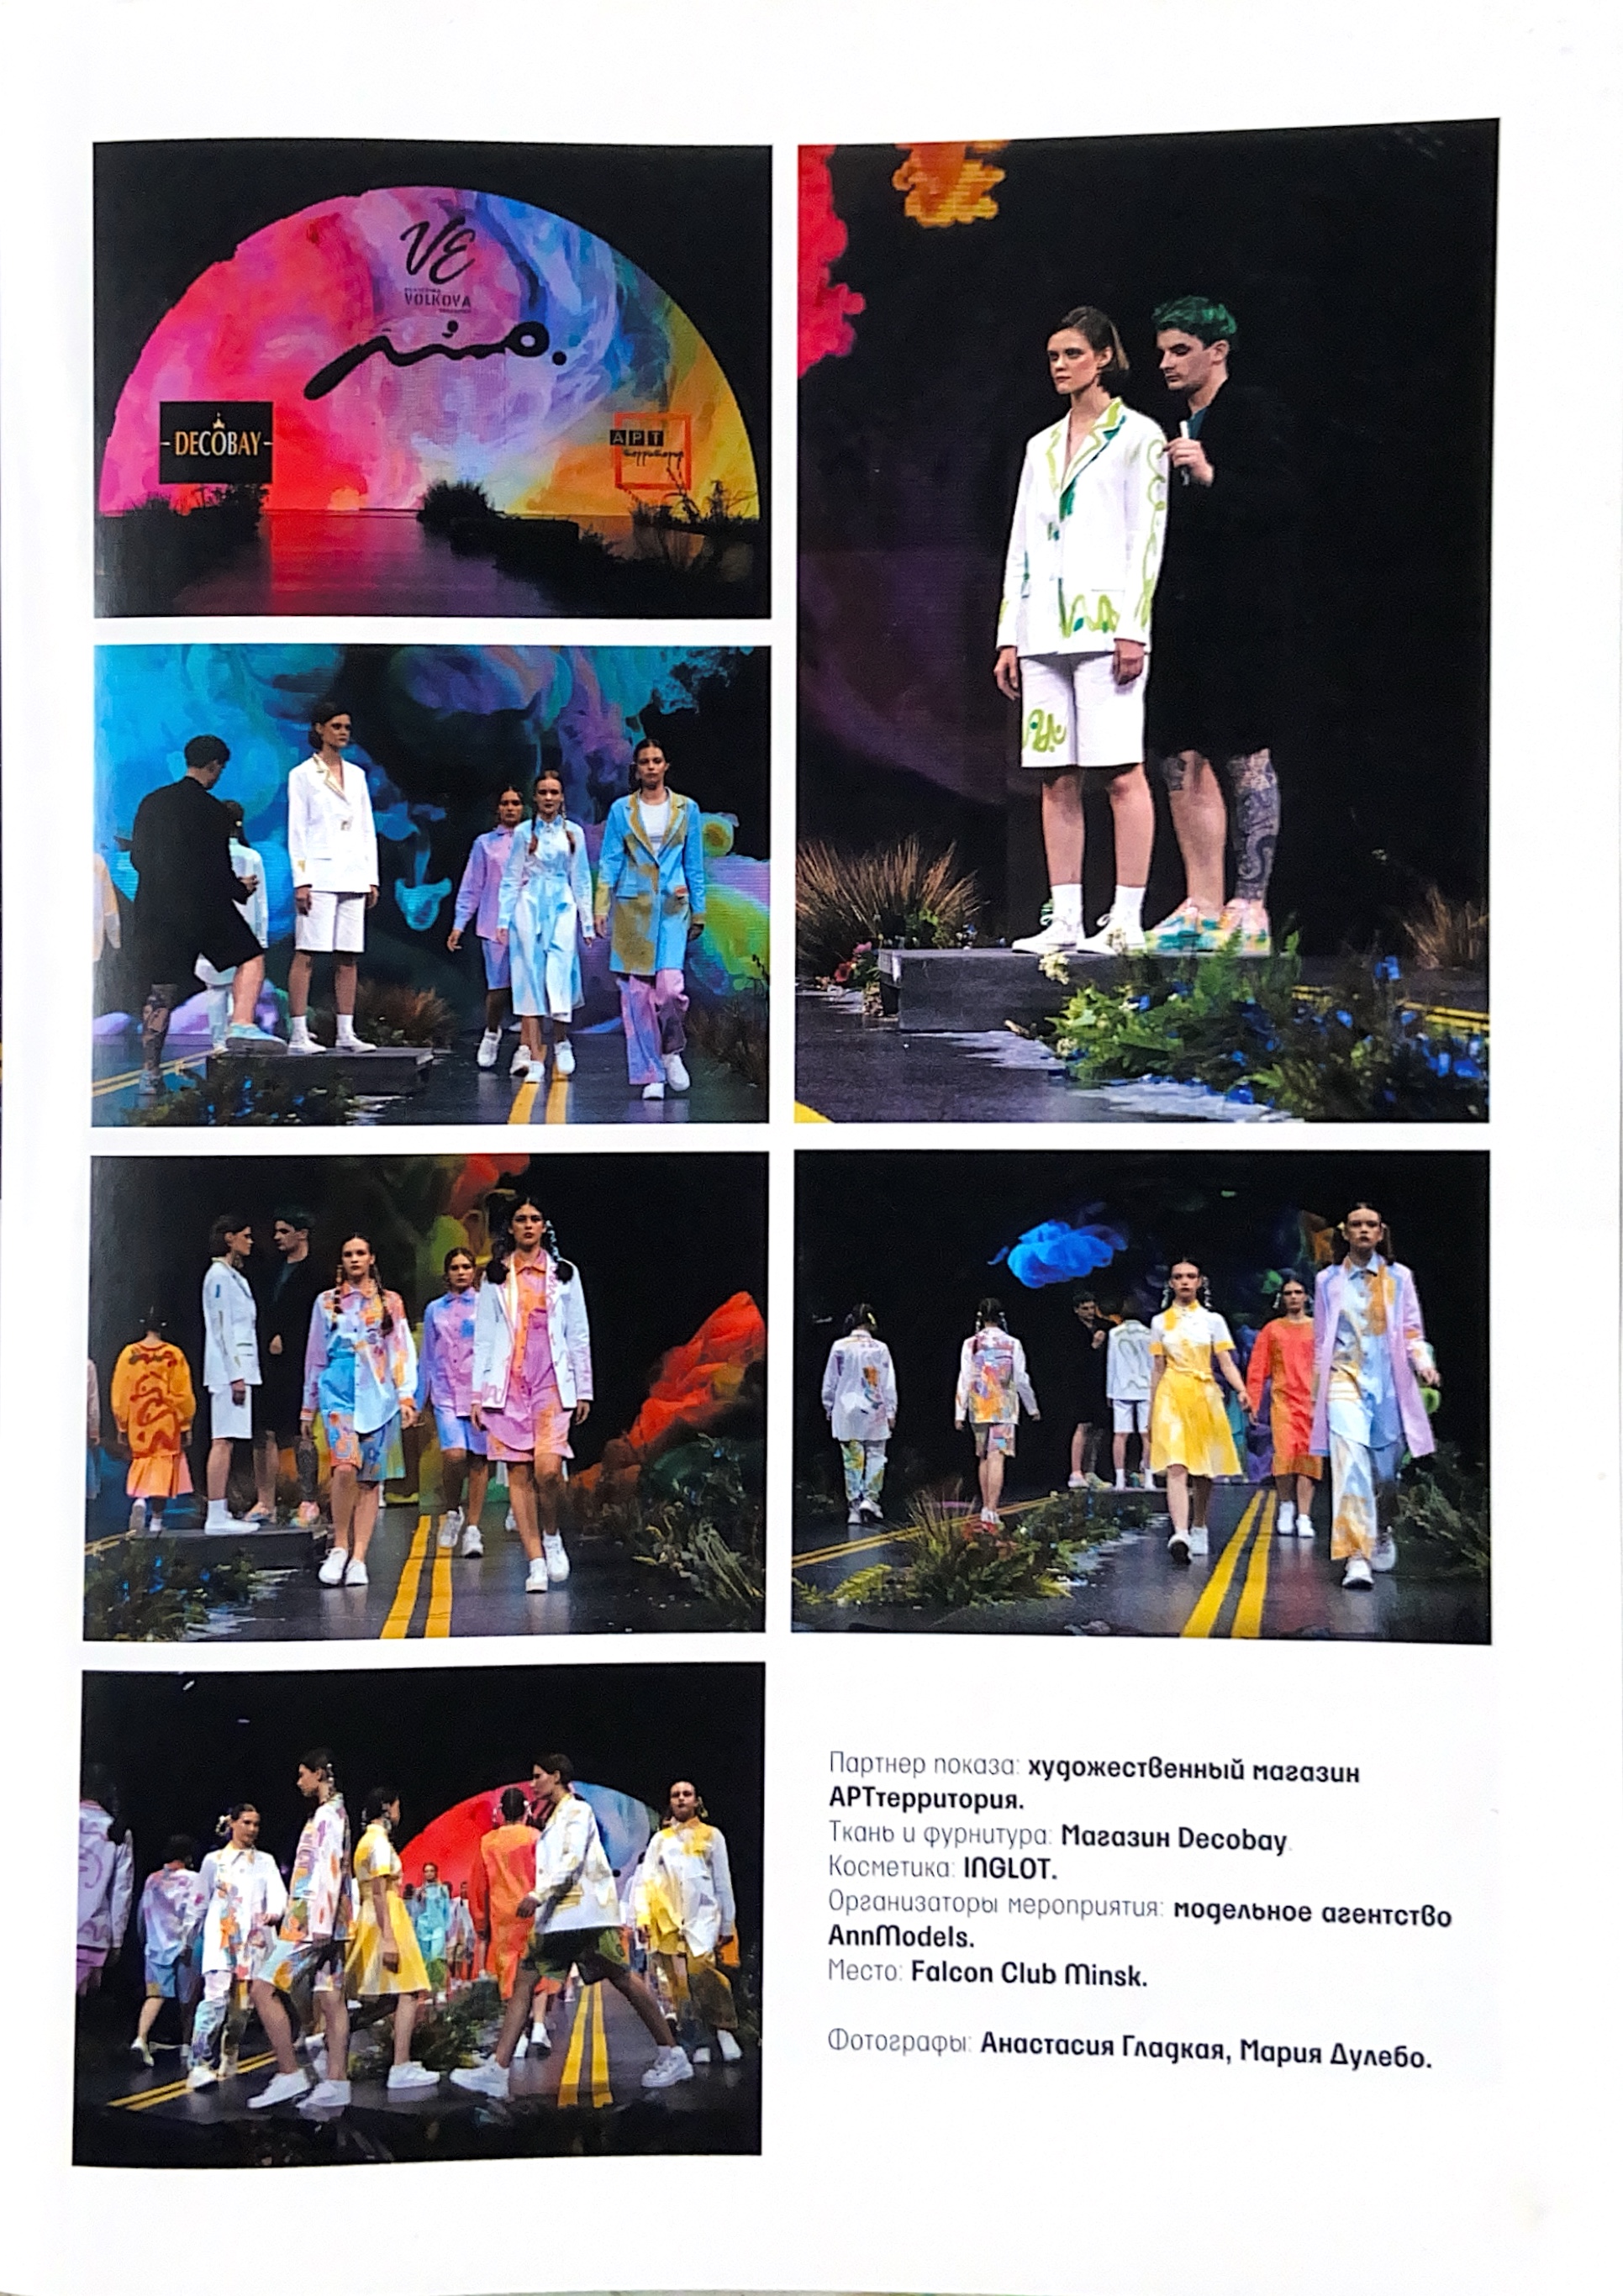 VE
VOLKOVA
DECOBAY
АРТ
территория
Партнер показа: художественный магазин
АРТтерритория.
Ткань и фурнитура: Магазин Decobay.
Косметика: INGLOT.
Организаторы мероприятия: модельное агентство
AnnModels.
Место: Falcon Club Minsk.
Фотографы: Анастасия Гладкая, Мария Дулебо.